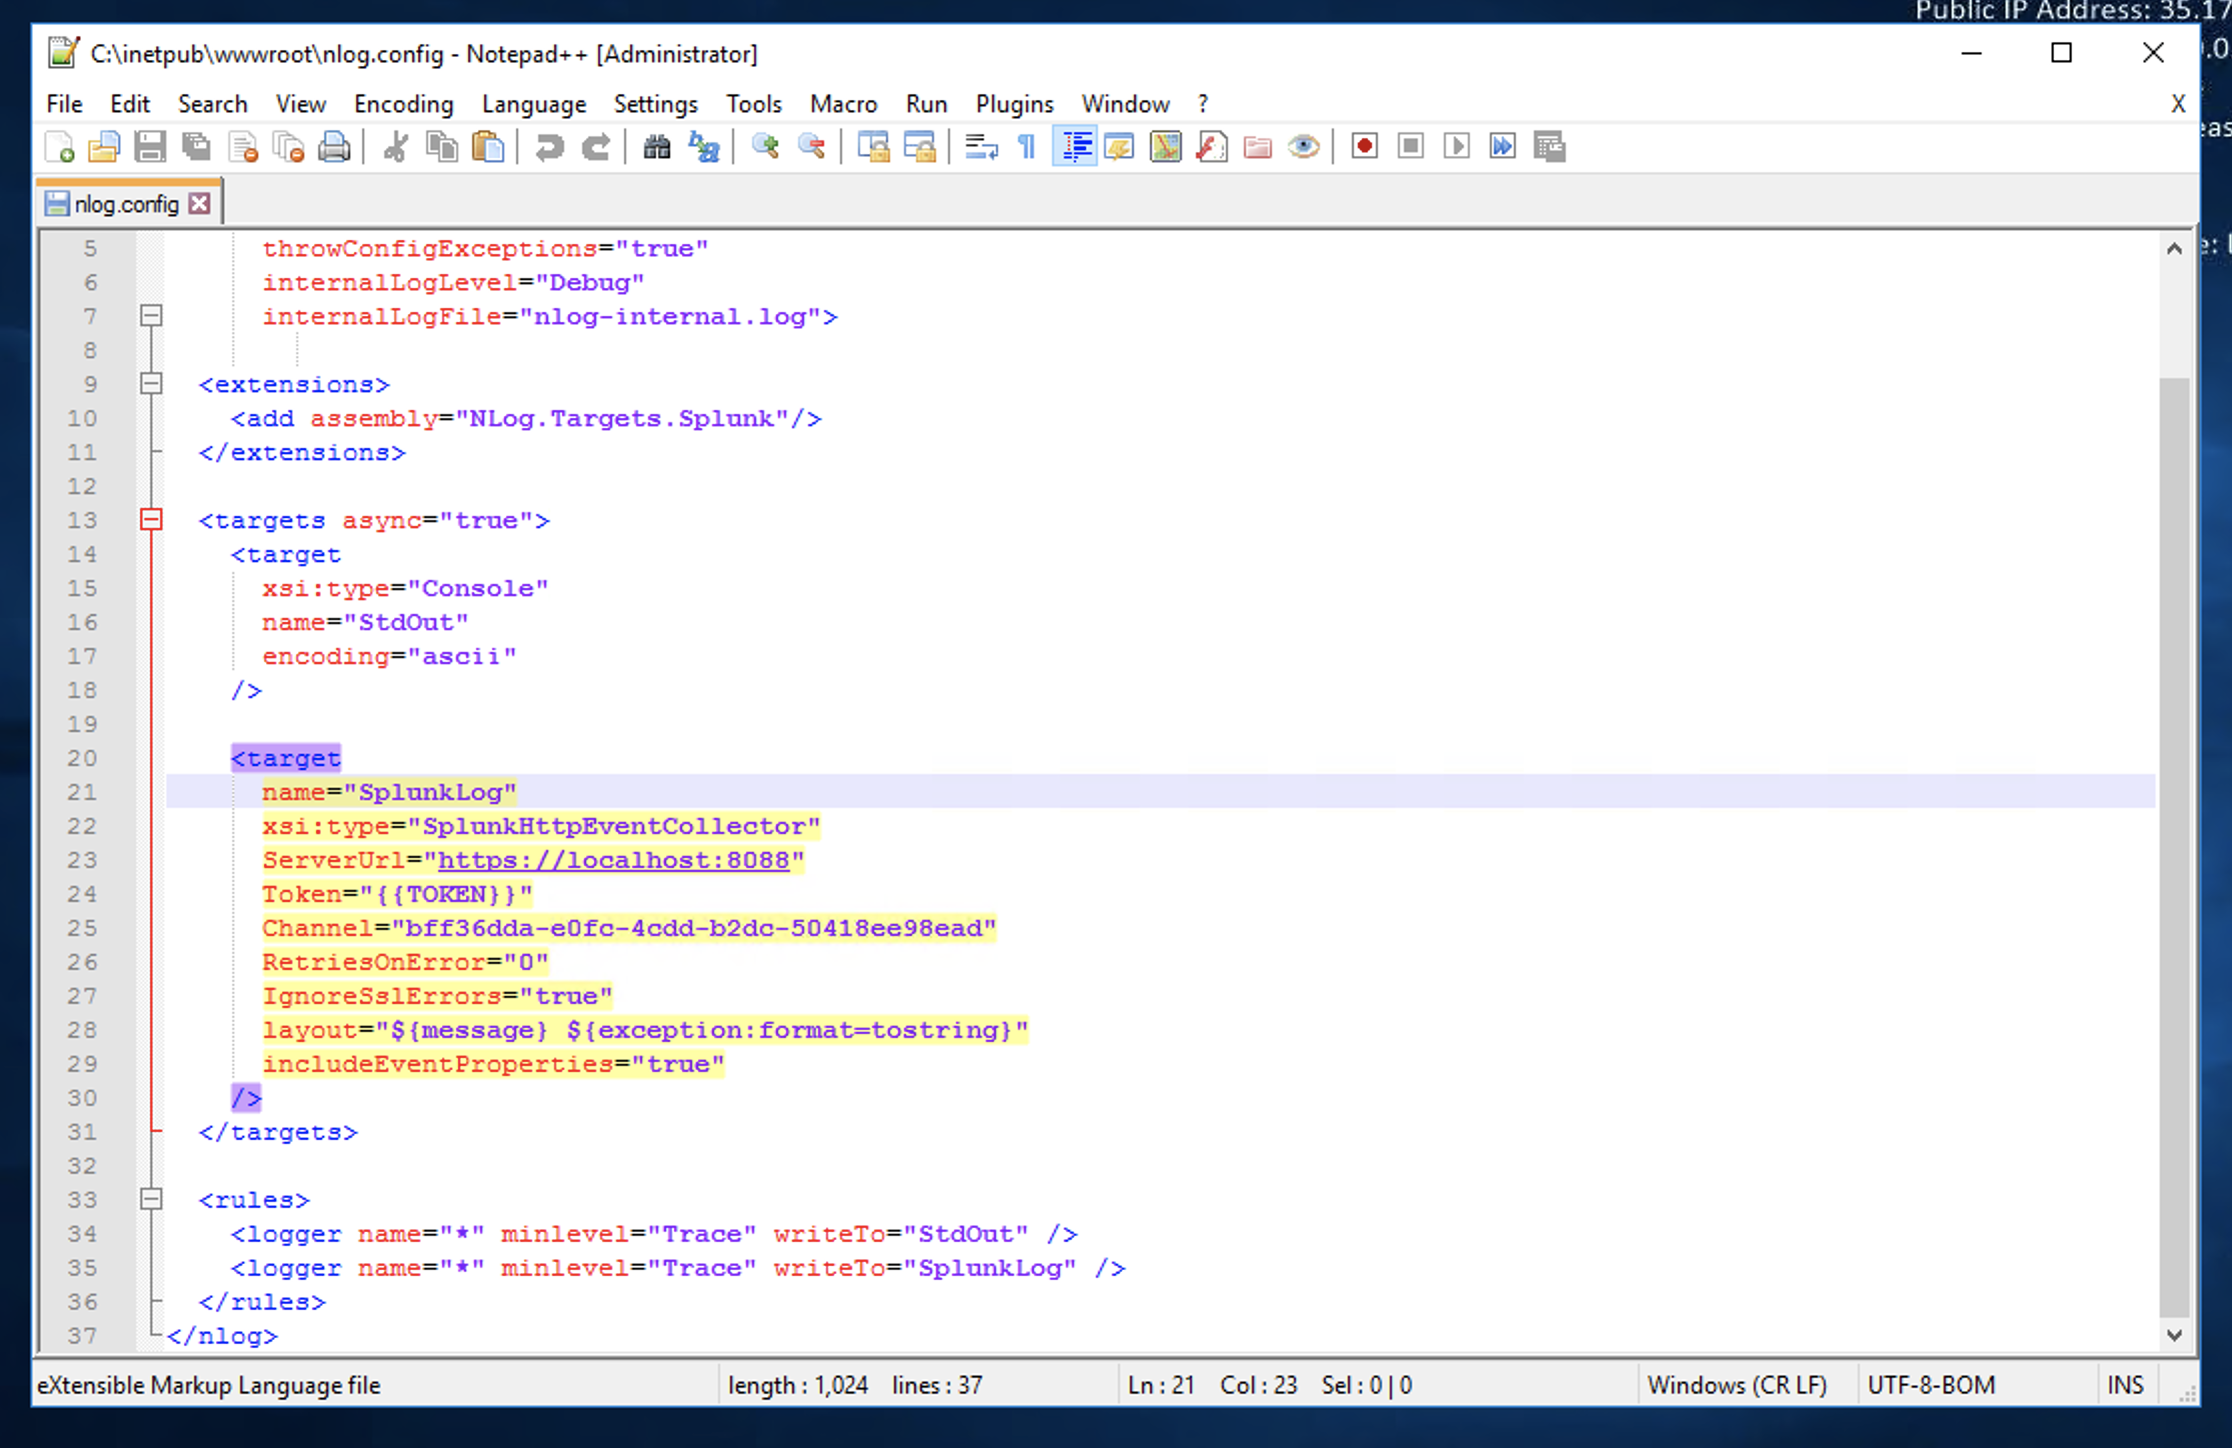 Public IP Address: 35.17
C:\inetpub\wwwroot\nlog.config - Notepad++ [Administrator]
File Edit Search View Encoding Language Settings Tools Macro Run Plugins Window ? X
nlog.config
5 throwConfigExceptions="true"
6 internalLogLevel="Debug"
7 internalLogFile="nlog-internal.log">
8
9 <extensions>
10 <add assembly="NLog.Targets.Splunk"/>
11 </extensions>
12
13 <targets async="true">
14 <target
15 xsi:type="Console"
16 name="StdOut"
17 encoding="ascii"
18 />
19
20 <target
21 name="SplunkLog"
22 xsi:type="SplunkHttpEventCollector"
23 ServerUrl="https://localhost:8088"
24 Token="{{TOKEN}}"
25 Channel="bff36dda-e0fc-4cdd-b2dc-50418ee98ead"
26 RetriesOnError="0"
27 IgnoreSslErrors="true"
28 layout="${message} ${exception:format=tostring}"
29 includeEventProperties="true"
30 />
31 </targets>
32
33 <rules>
34 <logger name="*" minlevel="Trace" writeTo="StdOut" />
35 <logger name="*" minlevel="Trace" writeTo="SplunkLog" />
36 </rules>
37 </nlog>
eXtensible Markup Language file length : 1,024 lines : 37 Ln : 21 Col : 23 Sel : 0 | 0 Windows (CR LF) UTF-8-BOM INS